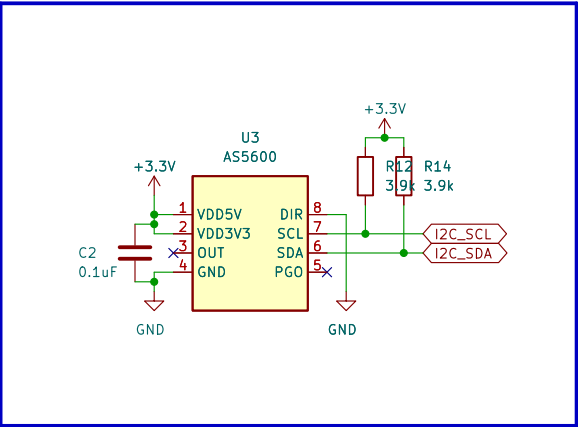 +3.3V
U3
AS5600
+3.3V
R12 R14
3.9k 3.9k
1 VDD5V DIR 8
2 VDD3V3 SCL 7 I2C_SCL
3 OUT SDA 6 I2C_SDA
4 GND PGO 5
C2
0.1uF
GND GND